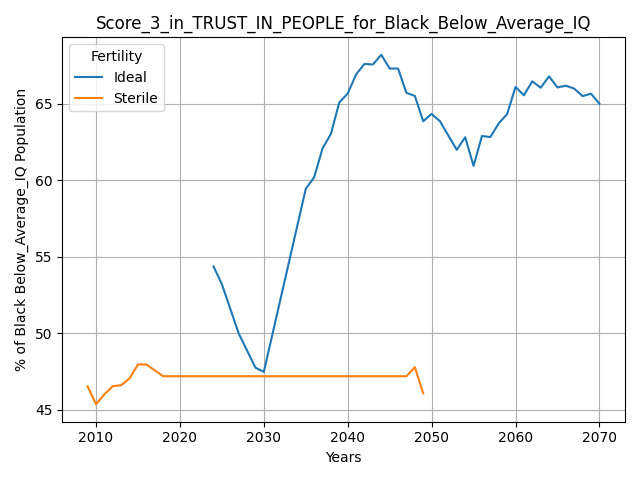 Score_3_in_TRUST_IN_PEOPLE_for_Black_Below_Average_IQ
Fertility
Ideal
Sterile
% of Black Below_Average_IQ Population
65
60
55
50
45
2010 2020 2030 2040 2050 2060 2070
Years